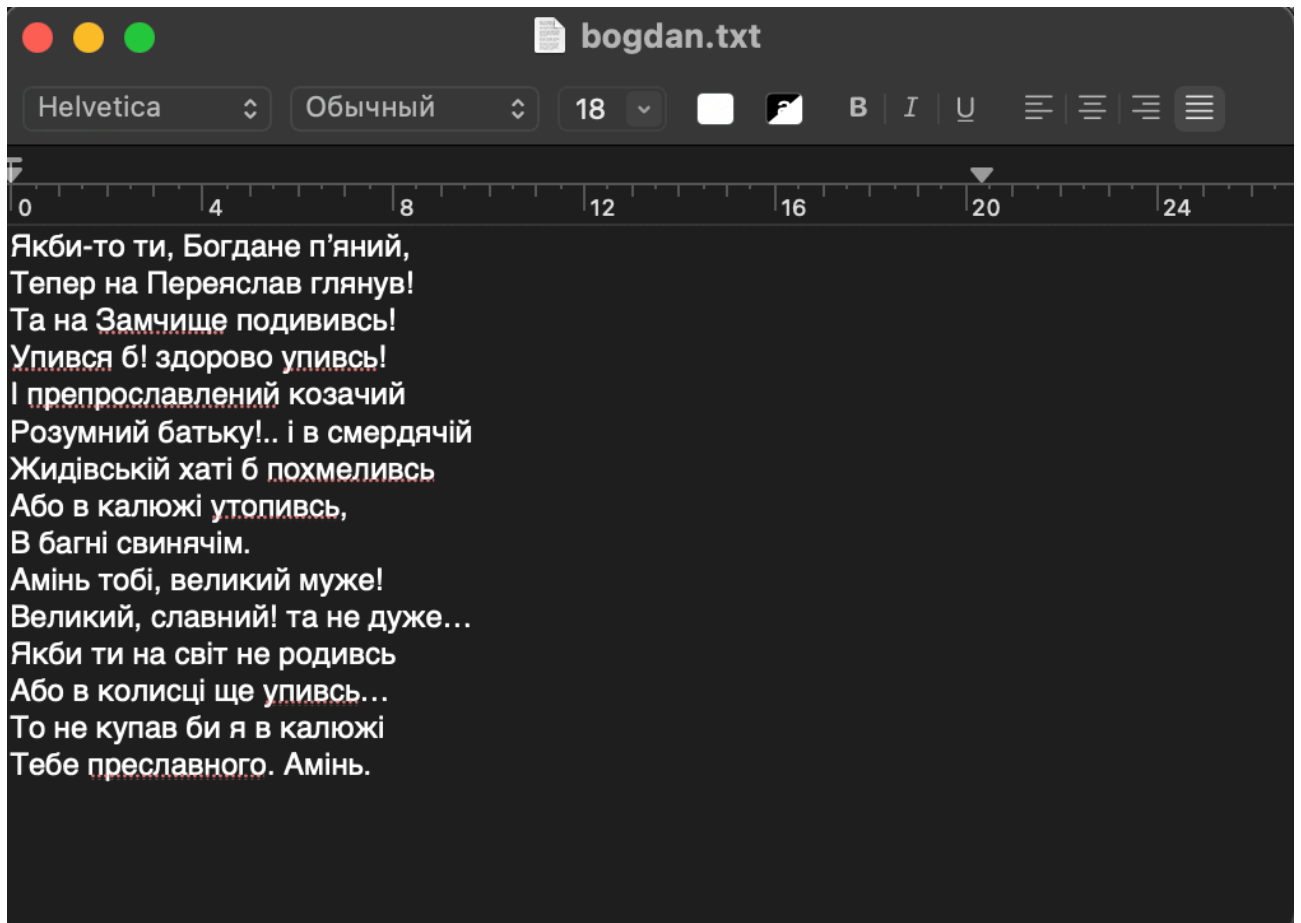 bogdan.txt
Helvetica Обычный 18 B I U
0 4 8 12 16 20 24
Якби-то ти, Богдане п’яний,
Тепер на Переяслав глянув!
Та на Замчище подививсь!
Упився б! здорово упивсь!
І препрославлений козачий
Розумний батьку!.. і в смердячій
Жидівській хаті б похмеливсь
Або в калюжі утопивсь,
В багні свинячім.
Амінь тобі, великий муже!
Великий, славний! та не дуже…
Якби ти на світ не родивсь
Або в колисці ще упивсь…
То не купав би я в калюжі
Тебе преславного. Амінь.